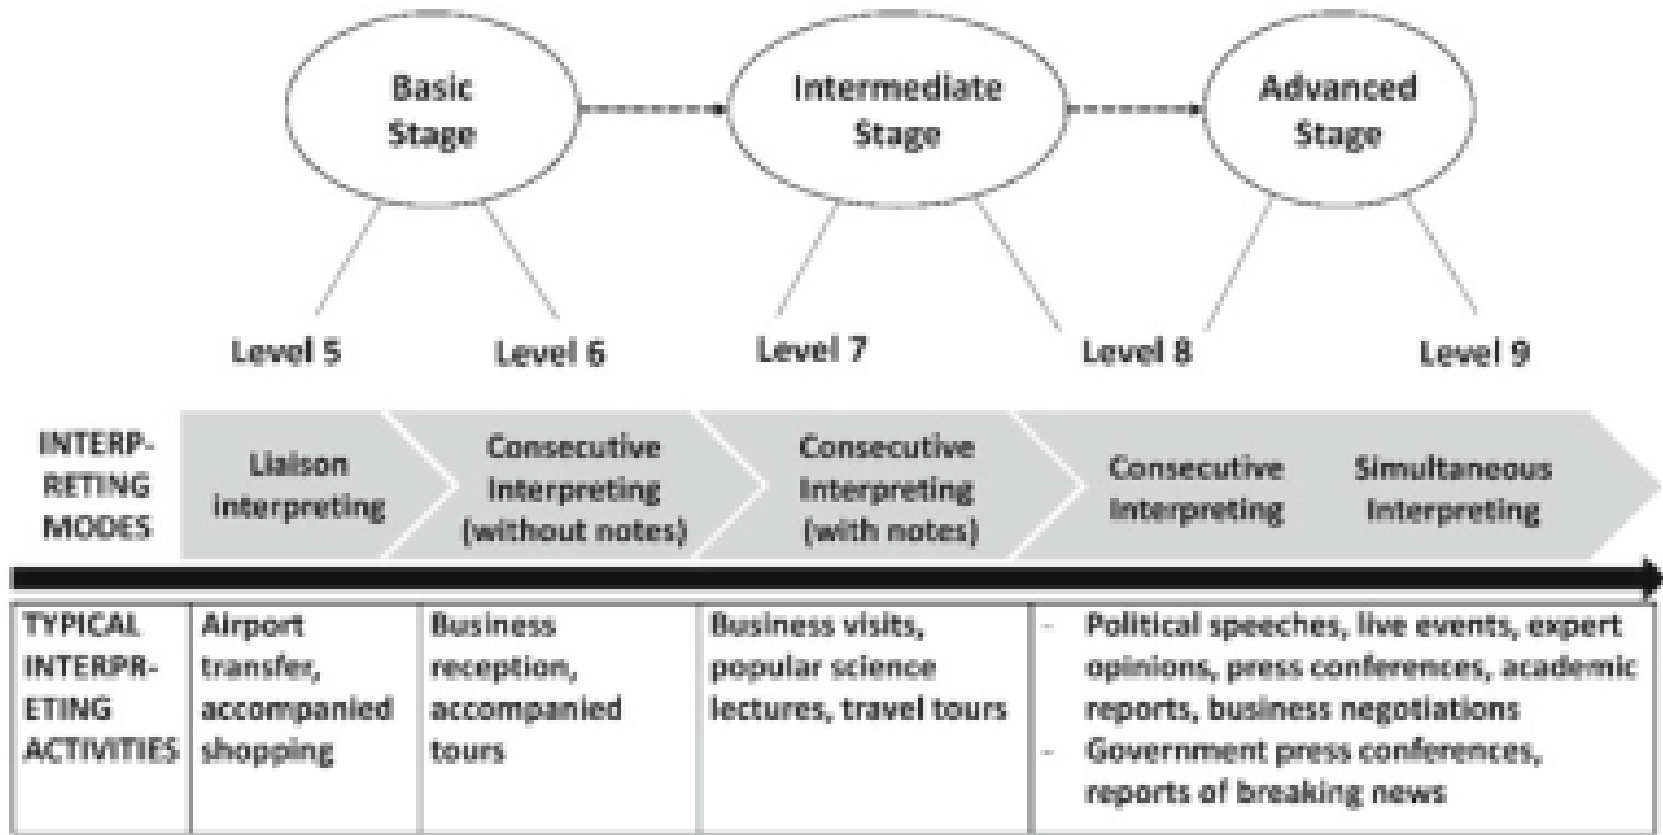 Basic
Stage
Intermediate
Stage
Advanced
Stage
Level 5
Level 6
Level 7
Level 8
Level 9
INTERP-
RETING
MODES
Liaison
interpreting
Consecutive
Interpreting
(without notes)
Consecutive
Interpreting
(with notes)
Consecutive
Interpreting
Simultaneous
Interpreting
TYPICAL
INTERPR-
ETING
ACTIVITIES
Airport
transfer,
accompanied
shopping
Business
reception,
accompanied
tours
Business visits,
popular science
lectures, travel tours
- Political speeches, live events, expert
opinions, press conferences, academic
reports, business negotiations
- Government press conferences,
reports of breaking news